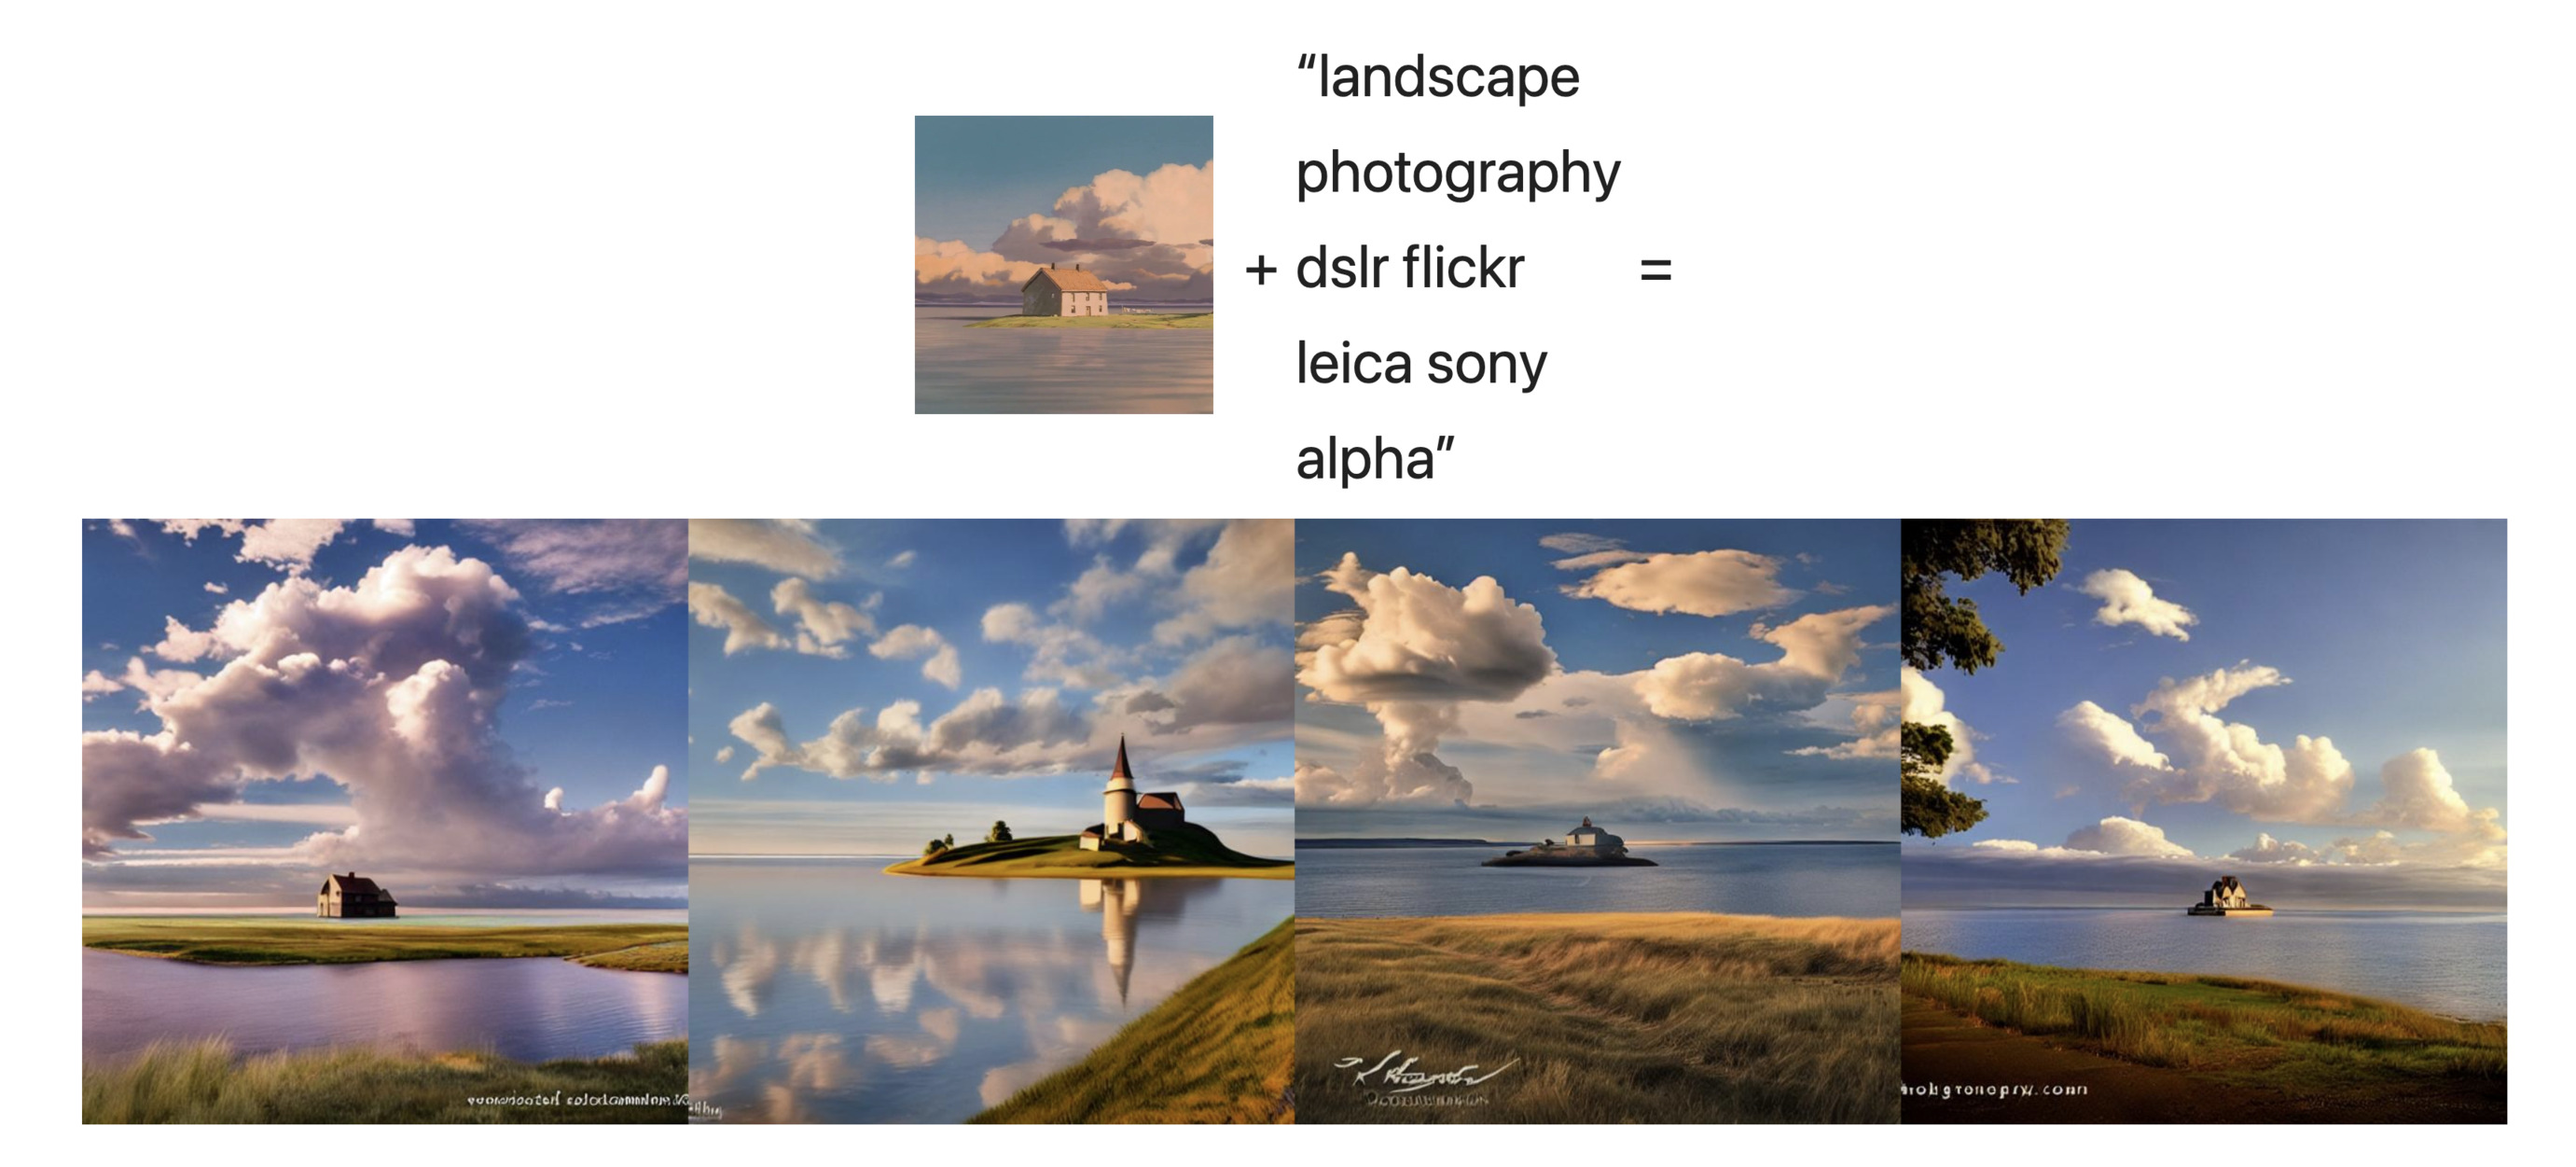 “landscape
photography
+ dslr flickr =
leica sony
alpha”